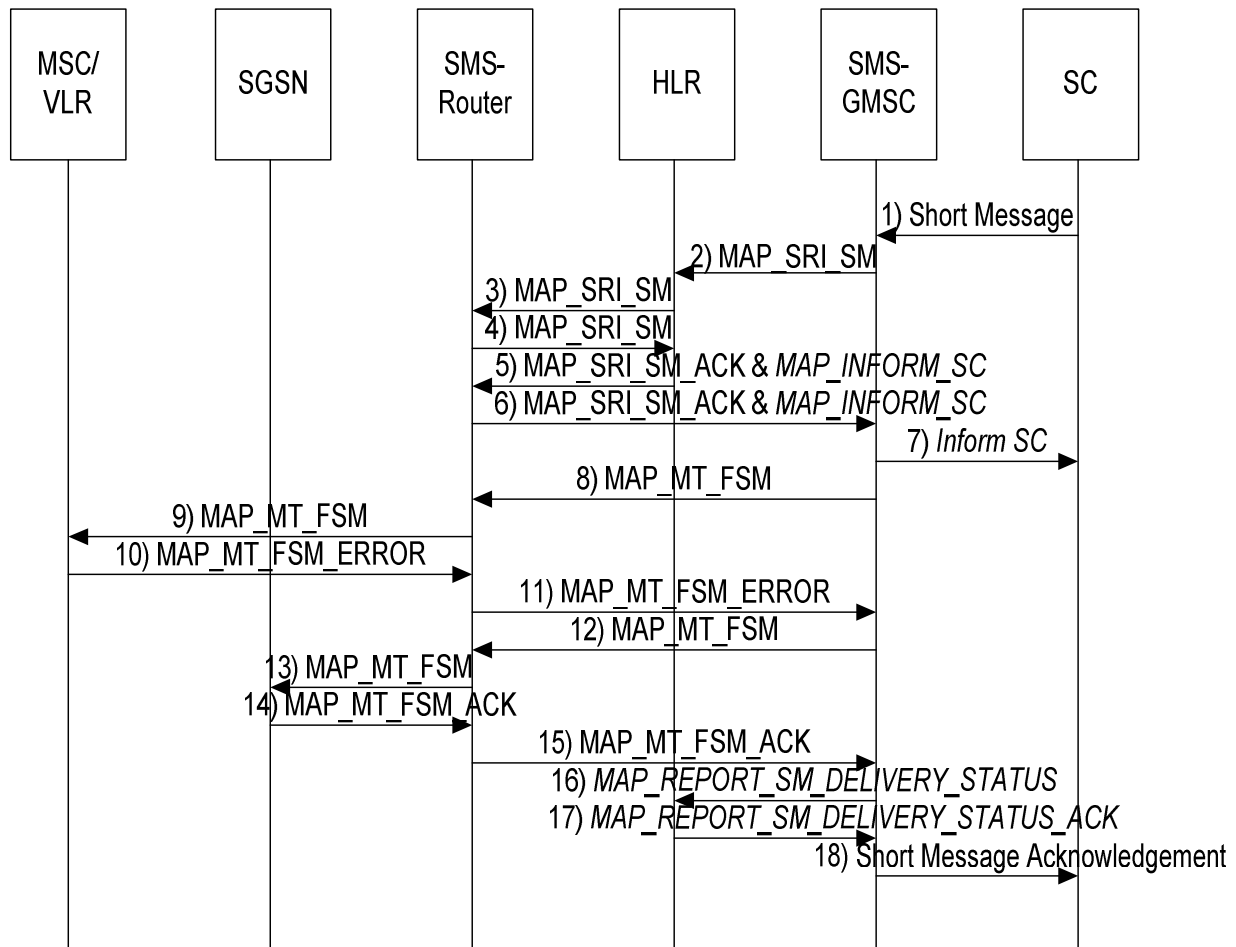 MSC/
VLR
SGSN
SMS-
Router
HLR
SMS-
GMSC
SC
1) Short Message
2) MAP_SRI_SM
3) MAP_SRI_SM
4) MAP_SRI_SM
5) MAP_SRI_SM_ACK & MAP_INFORM_SC
6) MAP_SRI_SM_ACK & MAP_INFORM_SC
7) Inform SC
8) MAP_MT_FSM
9) MAP_MT_FSM
10) MAP_MT_FSM_ERROR
11) MAP_MT_FSM_ERROR
12) MAP_MT_FSM
13) MAP_MT_FSM
14) MAP_MT_FSM_ACK
15) MAP_MT_FSM_ACK
16) MAP_REPORT_SM_DELIVERY_STATUS
17) MAP_REPORT_SM_DELIVERY_STATUS_ACK
18) Short Message Acknowledgement